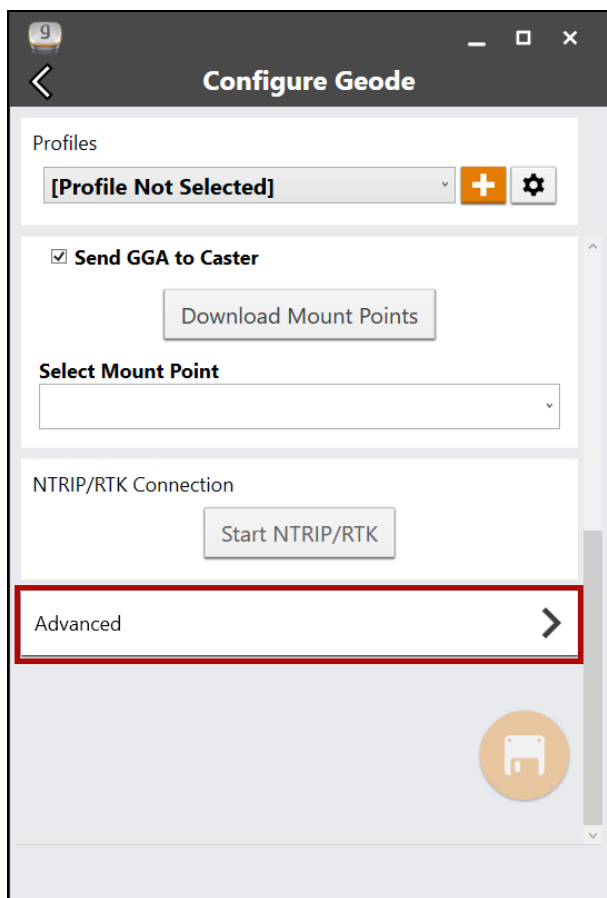 g
Configure Geode
Profiles
[Profile Not Selected]
Send GGA to Caster
Download Mount Points
Select Mount Point
NTRIP/RTK Connection
Start NTRIP/RTK
Advanced